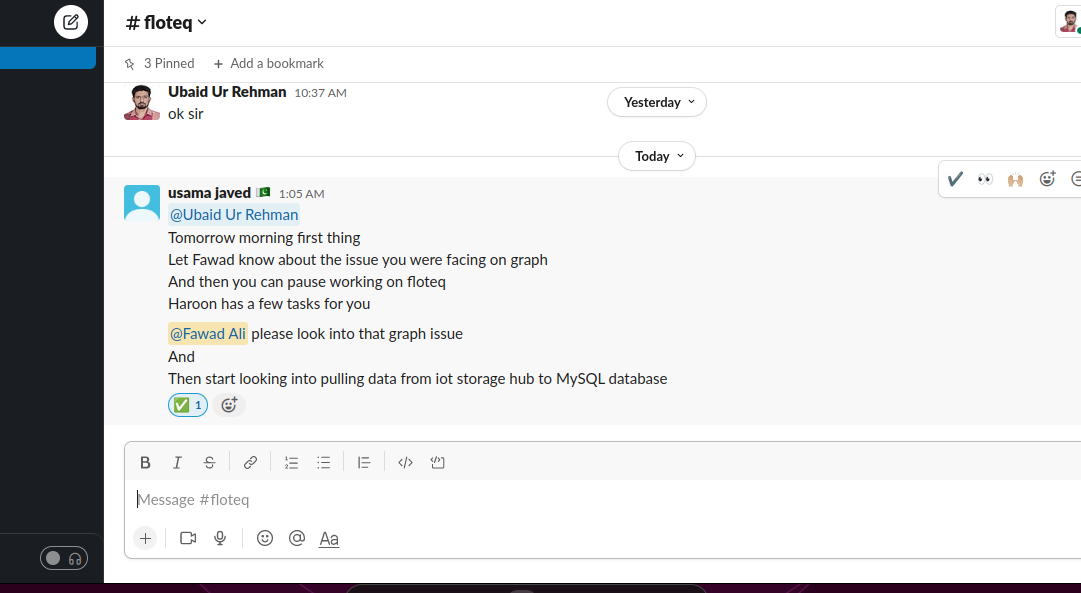 # floteq
3 Pinned + Add a bookmark
Ubaid Ur Rehman 10:37 AM
ok sir
Yesterday
Today
usama javed 1:05 AM
@Ubaid Ur Rehman
Tomorrow morning first thing
Let Fawad know about the issue you were facing on graph
And then you can pause working on floteq
Haroon has a few tasks for you
@Fawad Ali please look into that graph issue
And
Then start looking into pulling data from iot storage hub to MySQL database
1
B I S
Message #floteq
+ @ Aa